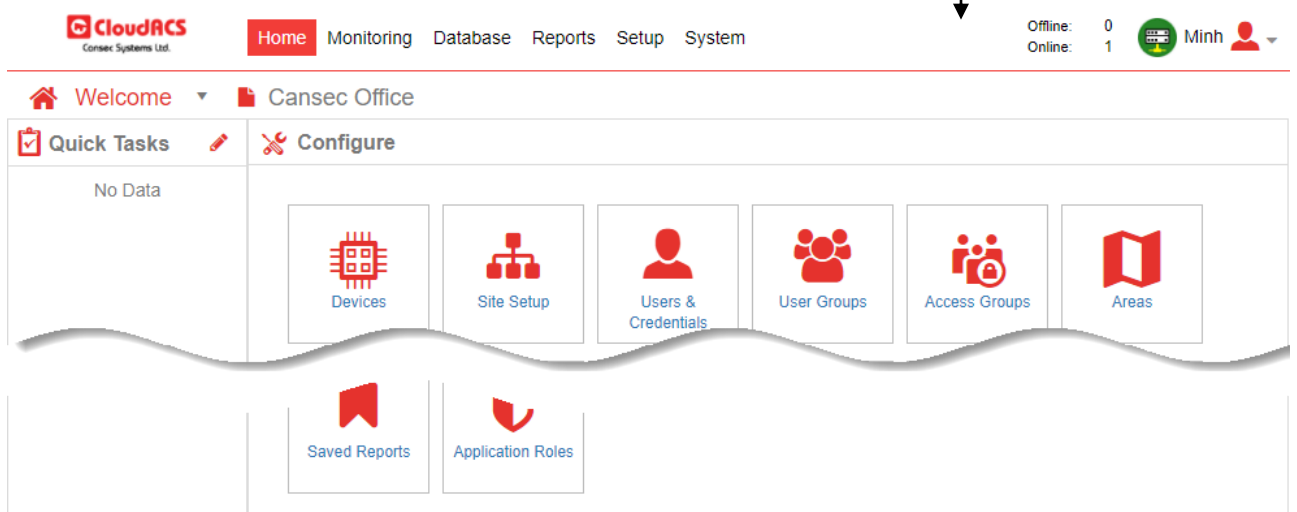 CloudACS
Cansec Systems Ltd.
Home Monitoring Database Reports Setup System
Offline: 0
Online: 1
Minh
Welcome Cansec Office
Quick Tasks
Configure
No Data
Devices
Site Setup
Users &
Credentials
User Groups
Access Groups
Areas
Saved Reports
Application Roles